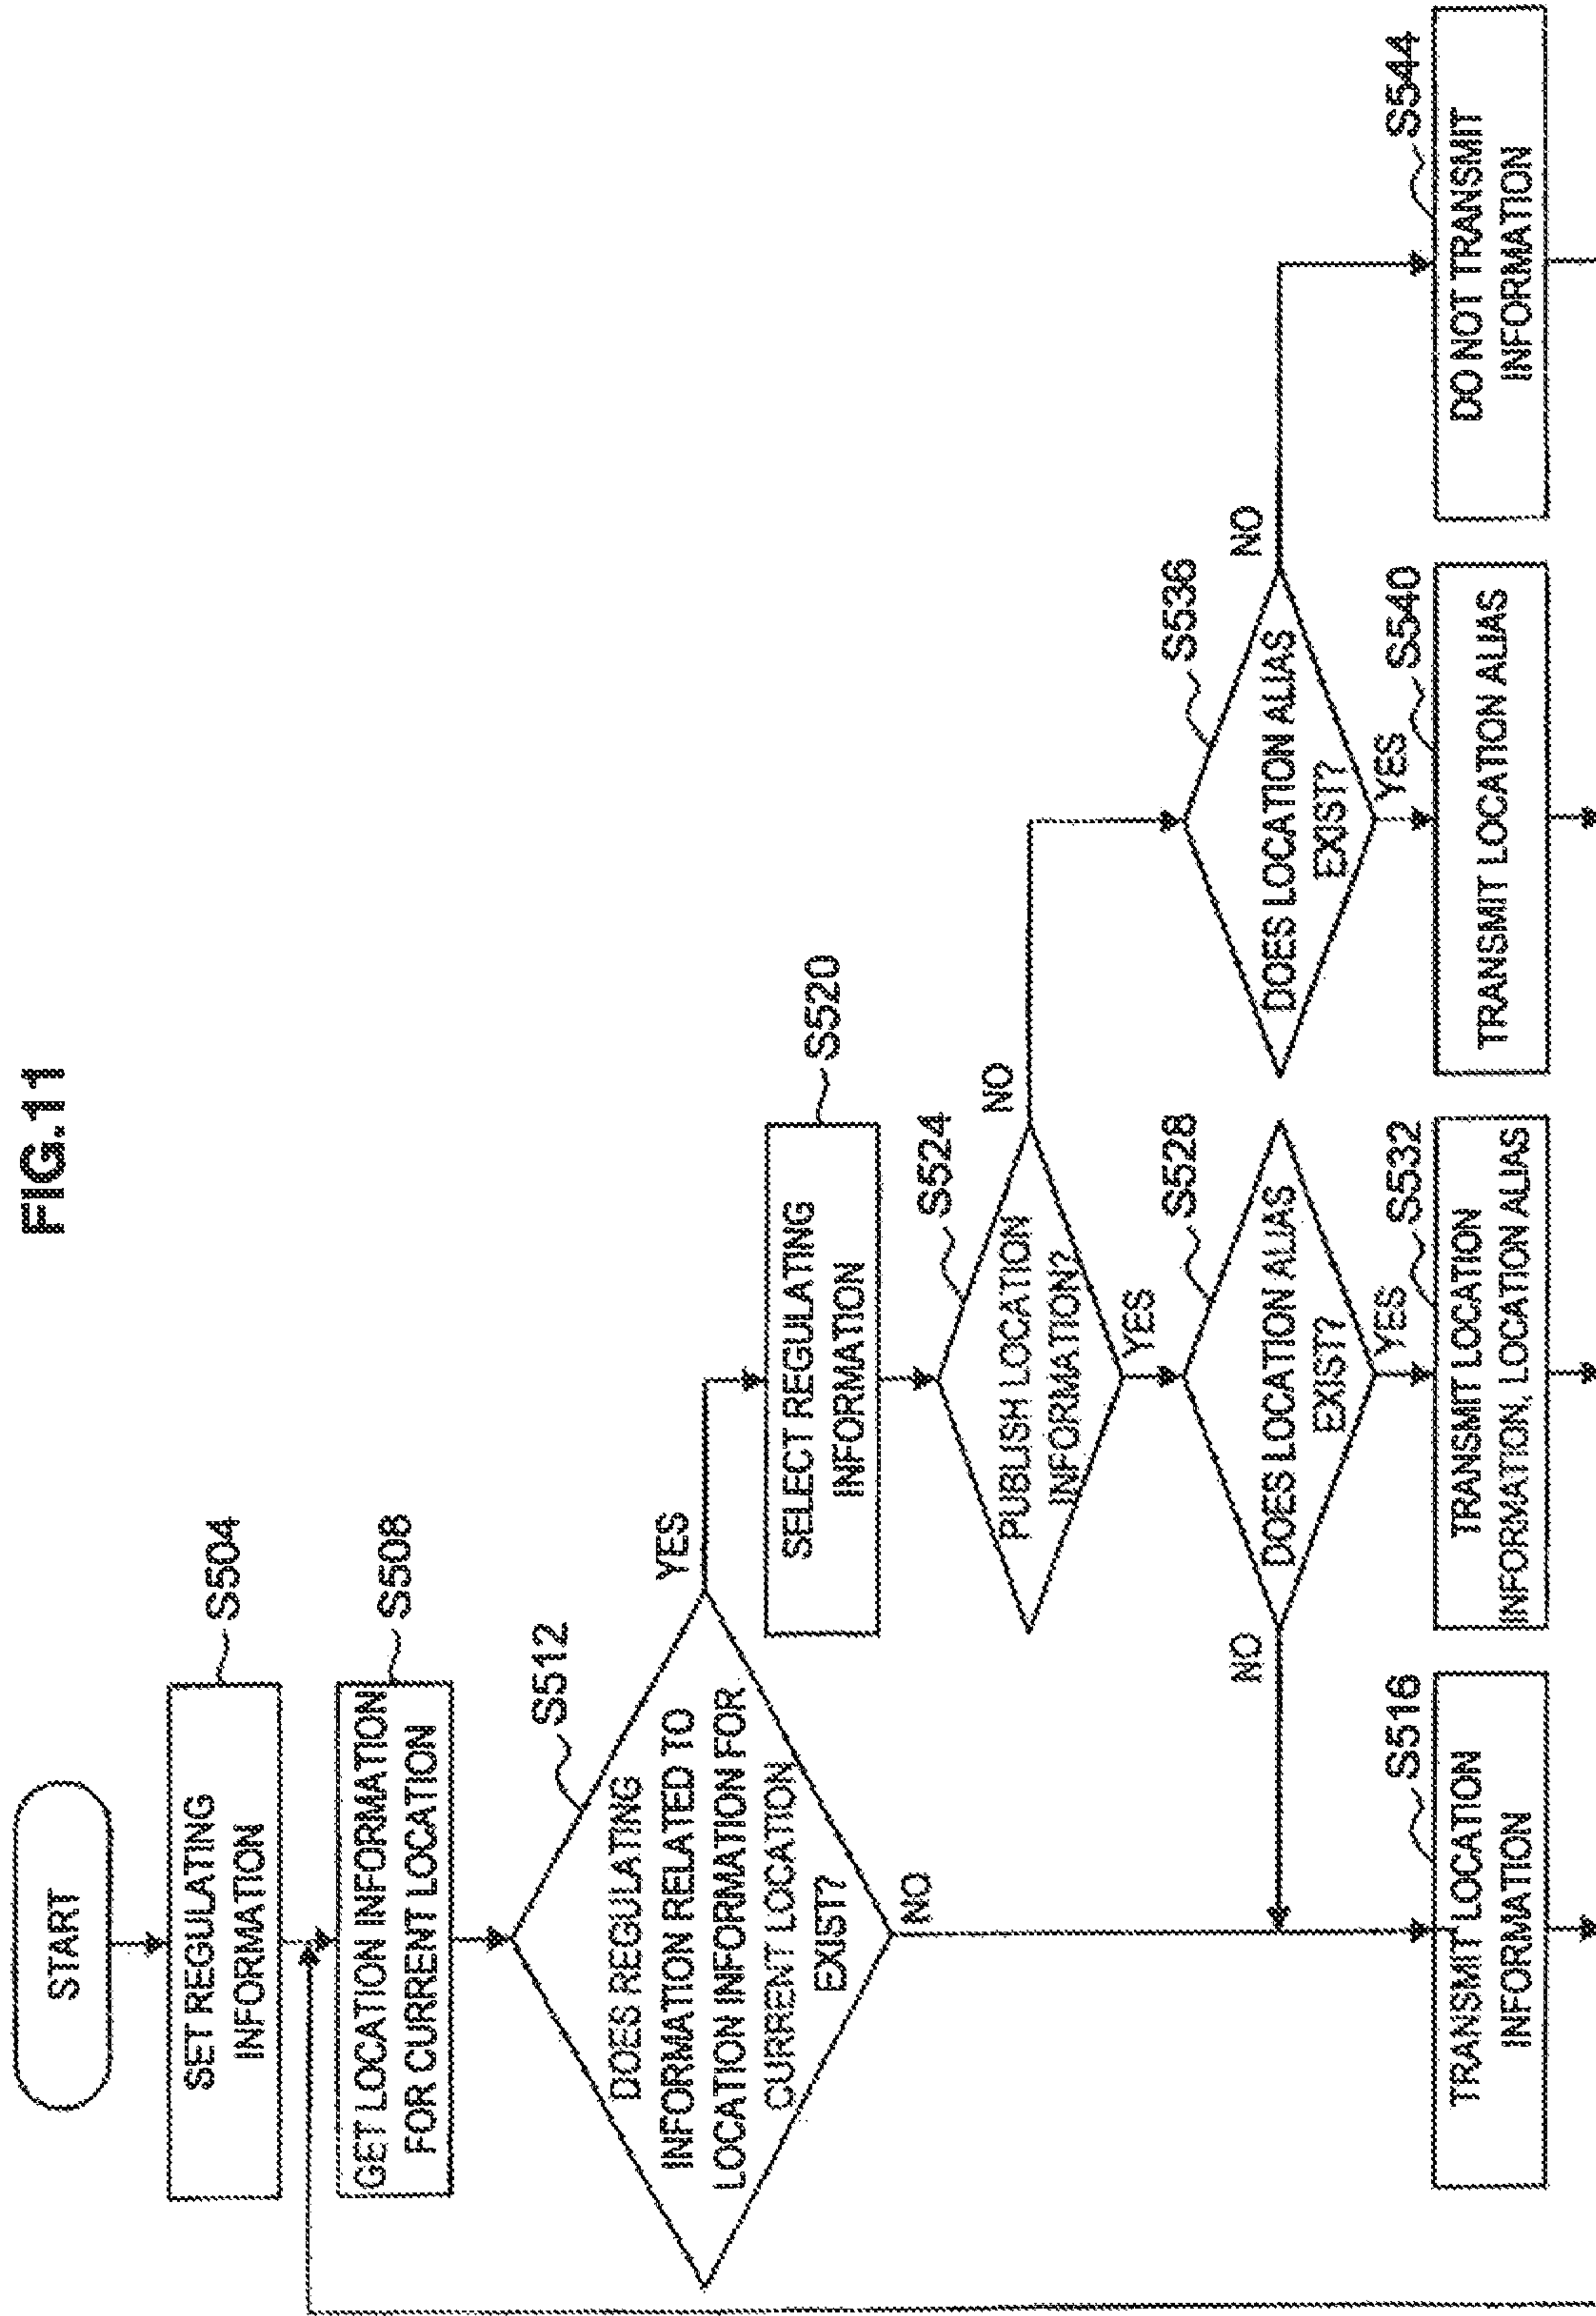 FIG.11
START
S504
SET REGULATING
INFORMATION
S508
GET LOCATION INFORMATION
FOR CURRENT LOCATION
S512
DOES REGULATING
INFORMATION RELATED TO
LOCATION INFORMATION FOR
CURRENT LOCATION
EXIST?
YES
NO
S520
SELECT REGULATING
INFORMATION
S524
PUBLISH LOCATION
INFORMATION?
NO
YES
S528
DOES LOCATION ALIAS
EXIST?
NO
YES
S536
DOES LOCATION ALIAS
EXIST?
NO
YES
S516
TRANSMIT LOCATION
INFORMATION
S532
TRANSMIT LOCATION
INFORMATION, LOCATION ALIAS
S540
TRANSMIT LOCATION ALIAS
S544
DO NOT TRANSMIT
INFORMATION